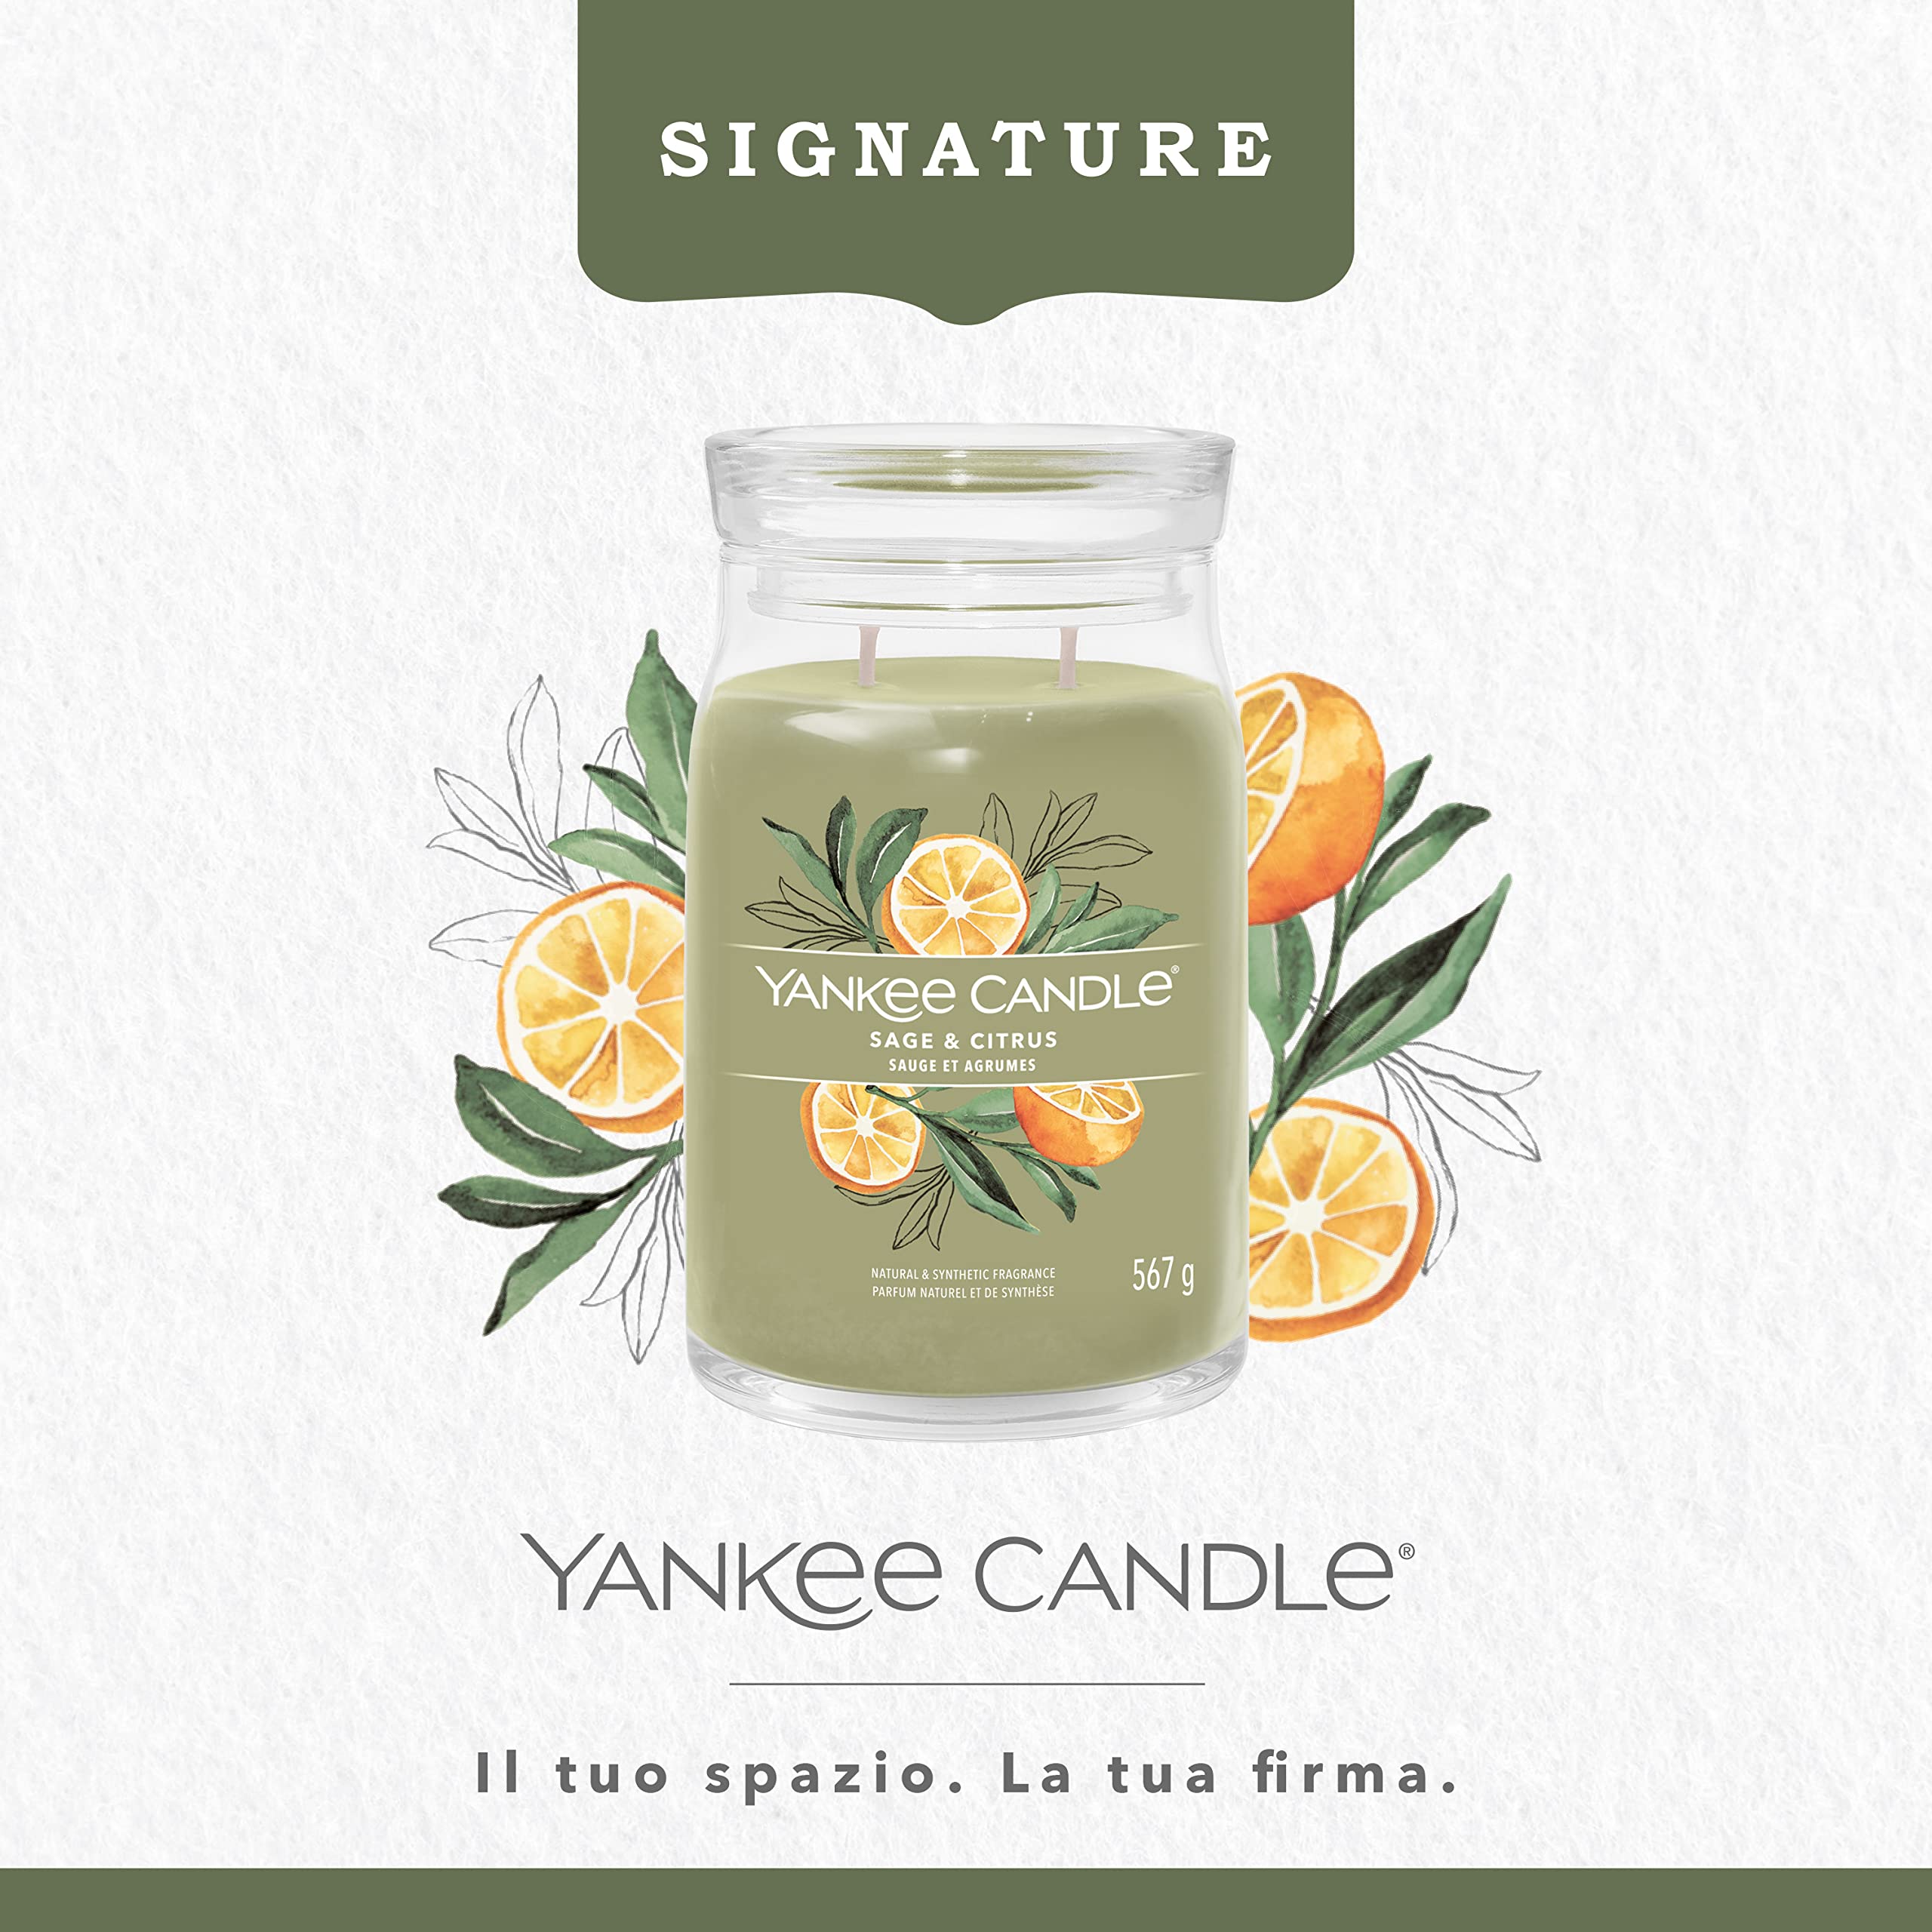 SIGNATURE
YANKEE CANDLE®
SAGE & CITRUS
SAUGE ET AGRUMES
NATURAL & SYNTHETIC FRAGRANCE
PARFUM NATUREL ET DE SYNTHÈSE
567 g
YANKEE CANDLE®
Il tuo spazio. La tua firma.